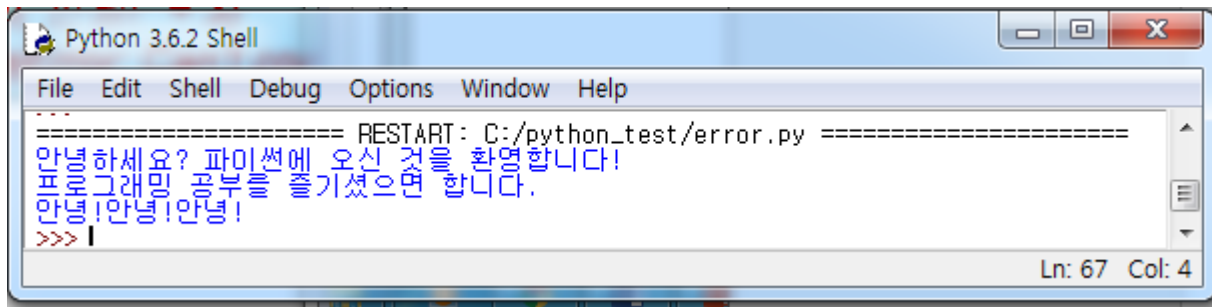 Python 3.6.2 Shell
File Edit Shell Debug Options Window Help
====================== RESTART: C:/python_test/error.py ======================
안녕하세요? 파이썬에 오신 것을 환영합니다!
프로그래밍 공부를 즐기셨으면 합니다.
안녕!안녕!안녕!
>>>
Ln: 67 Col: 4